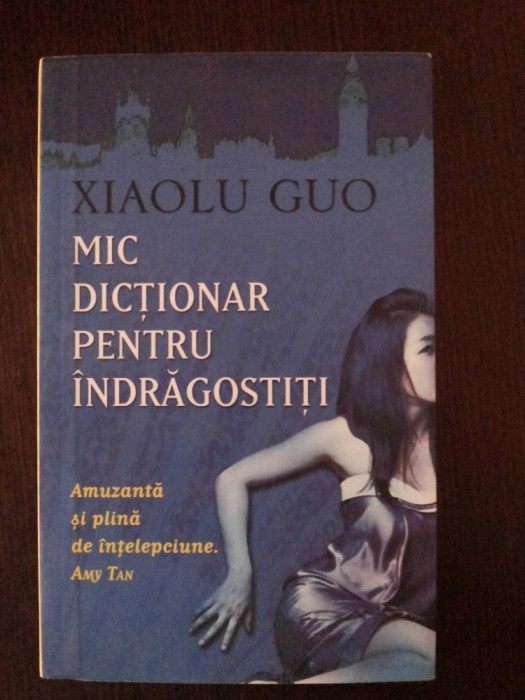 XIAOLU GUO
MIC
DICȚIONAR
PENTRU
ÎNDRĂGOSTIȚI
Amuzantă
și plină
de înțelepciune.
AMY TAN